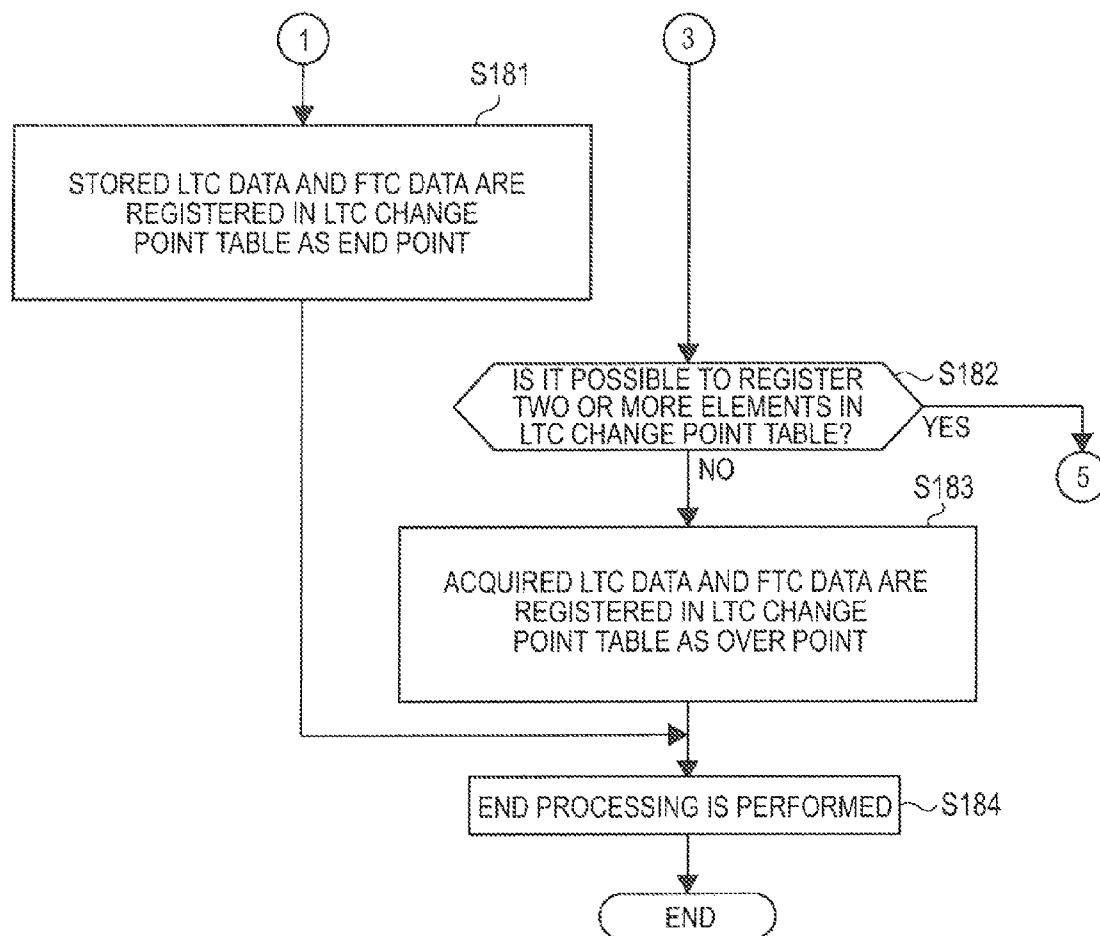 1
3
S181
STORED LTC DATA AND FTC DATA ARE
REGISTERED IN LTC CHANGE
POINT TABLE AS END POINT
IS IT POSSIBLE TO REGISTER
TWO OR MORE ELEMENTS IN
LTC CHANGE POINT TABLE?
S182
YES
5
NO
S183
ACQUIRED LTC DATA AND FTC DATA ARE
REGISTERED IN LTC CHANGE
POINT TABLE AS OVER POINT
END PROCESSING IS PERFORMED
S184
END